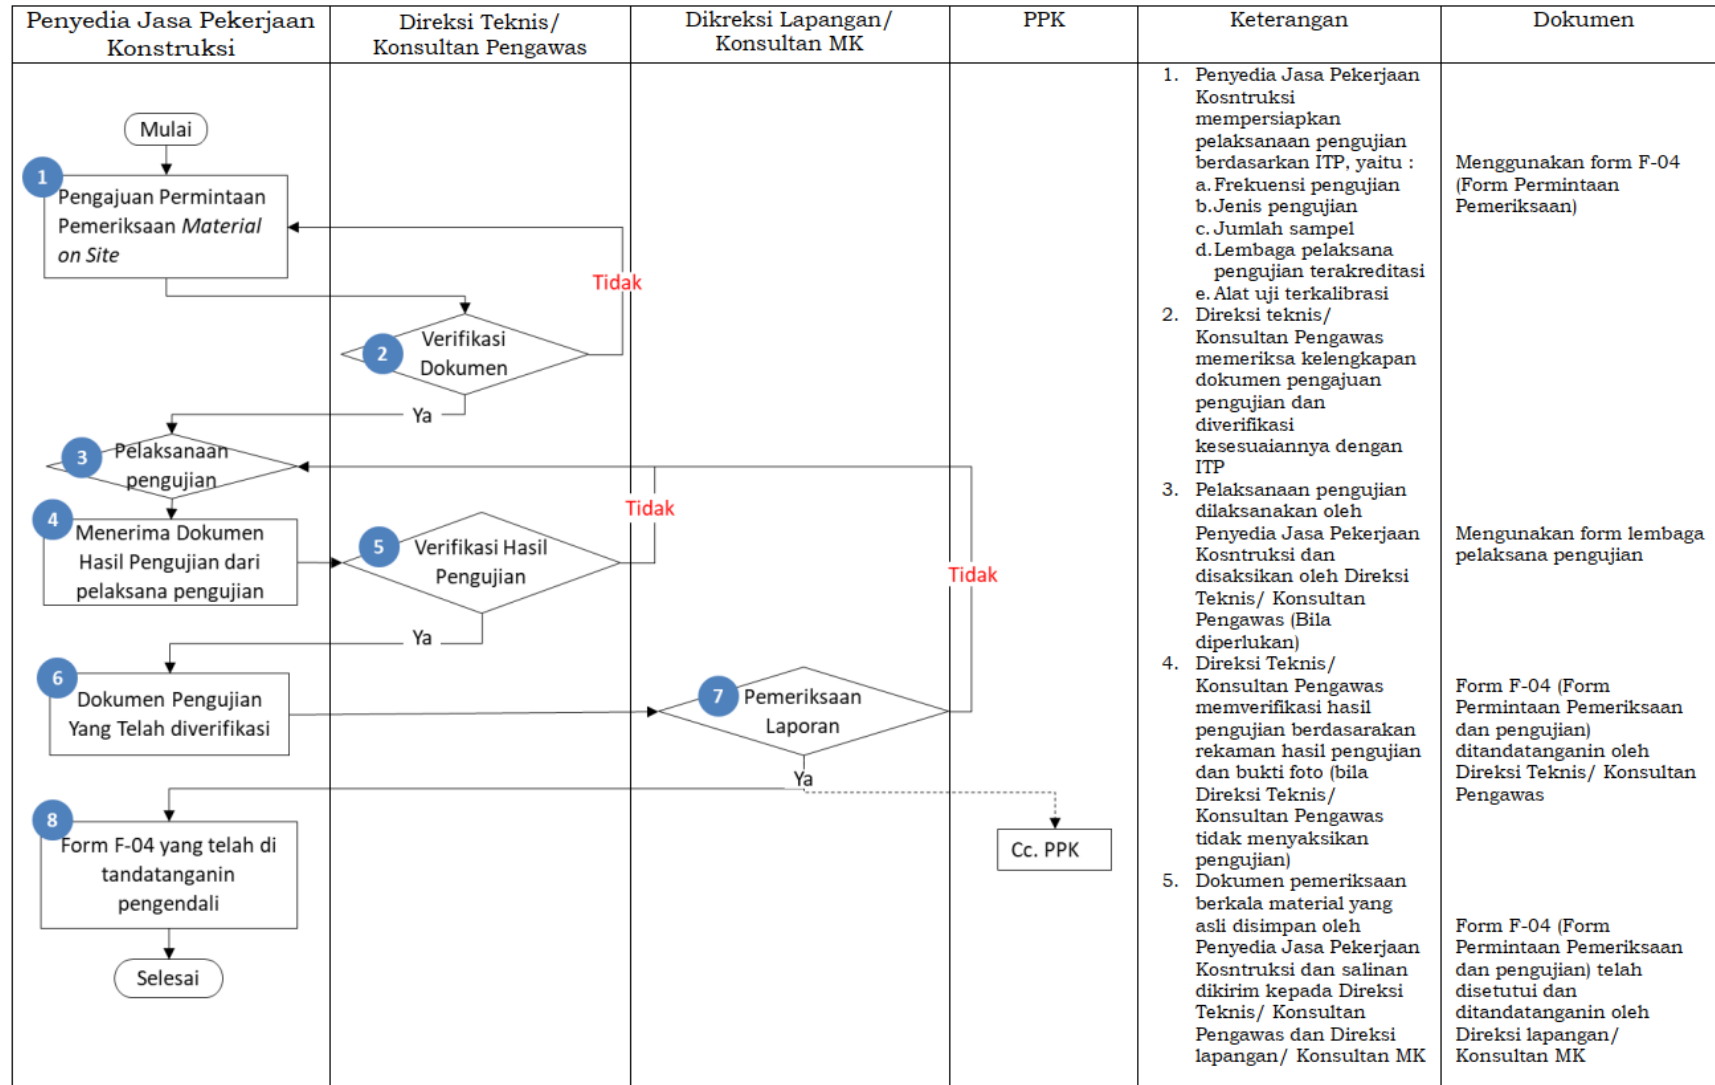 Penyedia Jasa Pekerjaan
Konstruksi
Direksi Teknis/
Konsultan Pengawas
Dikreksi Lapangan/
Konsultan MK
PPK
Keterangan
Dokumen
Mulai
1
Pengajuan Permintaan
Pemeriksaan Material
on Site
Tidak
2
Verifikasi
Dokumen
Ya
3
Pelaksanaan
pengujian
Tidak
4
Menerima Dokumen
Hasil Pengujian dari
pelaksana pengujian
5
Verifikasi Hasil
Pengujian
Tidak
Ya
6
Dokumen Pengujian
Yang Telah diverifikasi
7
Pemeriksaan
Laporan
Ya
8
Form F-04 yang telah di
tandatanganin
pengendali
Cc. PPK
Selesai
1. Penyedia Jasa Pekerjaan
Kosntruksi
mempersiapkan
pelaksanaan pengujian
berdasarkan ITP, yaitu :
a. Frekuensi pengujian
b. Jenis pengujian
c. Jumlah sampel
d. Lembaga pelaksana
pengujian terakreditasi
e. Alat uji terkalibrasi
2. Direksi teknis/
Konsultan Pengawas
memeriksa kelengkapan
dokumen pengajuan
pengujian dan
diverifikasi
kesesuaiannya dengan
ITP
3. Pelaksanaan pengujian
dilaksanakan oleh
Penyedia Jasa Pekerjaan
Kosntruksi dan
disaksikan oleh Direksi
Teknis/ Konsultan
Pengawas (Bila
diperlukan)
4. Direksi Teknis/
Konsultan Pengawas
memverifikasi hasil
pengujian berdasarakan
rekaman hasil pengujian
dan bukti foto (bila
Direksi Teknis/
Konsultan Pengawas
tidak menyaksikan
pengujian)
5. Dokumen pemeriksaan
berkala material yang
asli disimpan oleh
Penyedia Jasa Pekerjaan
Kosntruksi dan salinan
dikirim kepada Direksi
Teknis/ Konsultan
Pengawas dan Direksi
lapangan/ Konsultan MK
Menggunakan form F-04
(Form Permintaan
Pemeriksaan)
Mengunakan form lembaga
pelaksana pengujian
Form F-04 (Form
Permintaan Pemeriksaan
dan pengujian)
ditandatanganin oleh
Direksi Teknis/ Konsultan
Pengawas
Form F-04 (Form
Permintaan Pemeriksaan
dan pengujian) telah
disetutui dan
ditandatanganin oleh
Direksi lapangan/
Konsultan MK